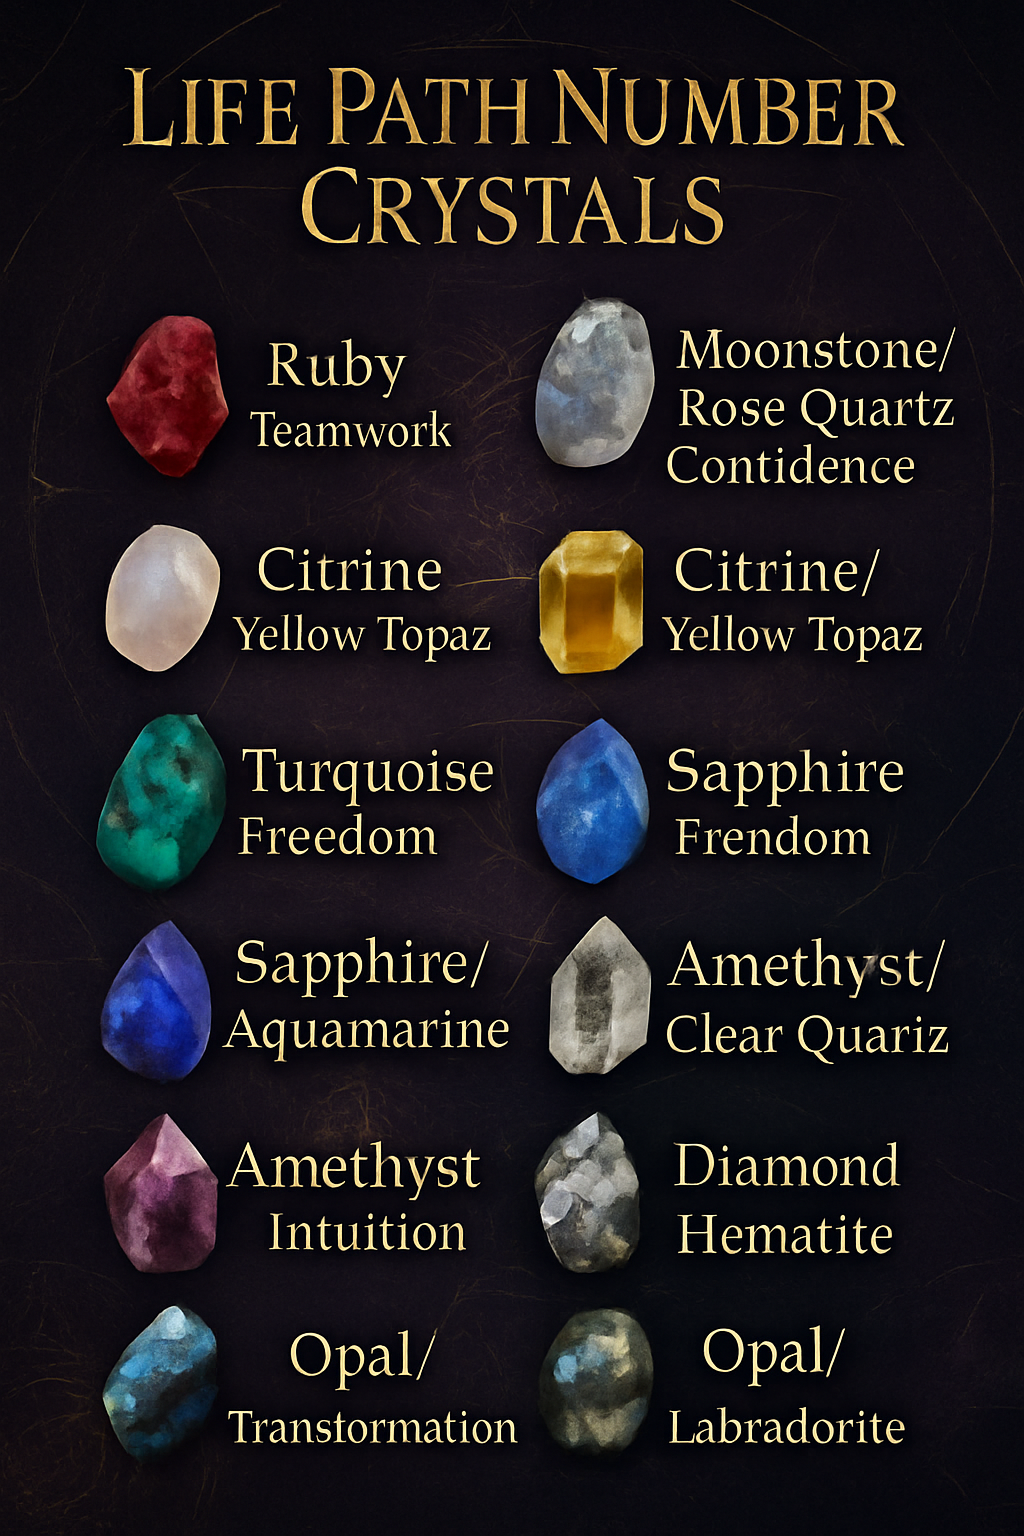 LIFE PATH NUMBER
CRYSTALS
Ruby
Teamwork
Moonstone/
Rose Quartz
Contidence
Citrine
Yellow Topaz
Citrine/
Yellow Topaz
Turquoise
Freedom
Sapphire
Frendom
Sapphire/
Aquamarine
Amethyst/
Clear Quariz
Amethyst
Intuition
Diamond
Hematite
Opal/
Transtormation
Opal/
Labradorite